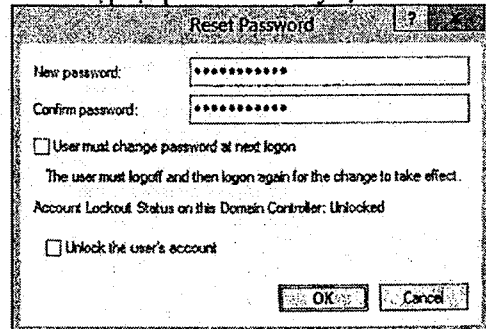 Reset Password ?
New password: ●●●●●●●●●●●
Confirm password: ●●●●●●●●●●●
User must change password at next logon
The user must logoff and then logon again for the change to take effect.
Account Lockout Status on this Domain Controller: Unlocked
Unlock the user's account
OK Cancel